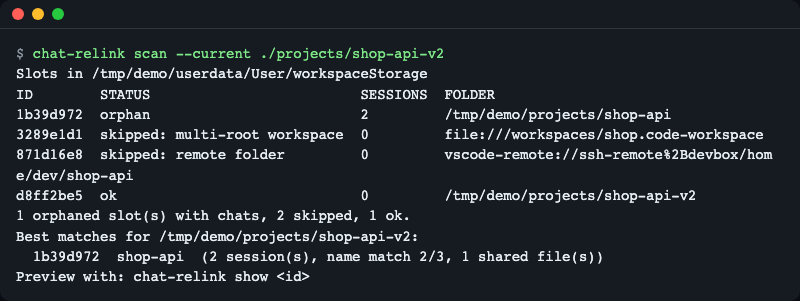 $ chat-relink scan --current ./projects/shop-api-v2
Slots in /tmp/demo/userdata/User/workspaceStorage
ID        STATUS                          SESSIONS  FOLDER
1b39d972  orphan                          2         /tmp/demo/projects/shop-api
3289e1d1  skipped: multi-root workspace  0         file:///workspaces/shop.code-workspace
871d16e8  skipped: remote folder          0         vscode-remote://ssh-remote%2Bdevbox/hom
e/dev/shop-api
d8ff2be5  ok                              0         /tmp/demo/projects/shop-api-v2
1 orphaned slot(s) with chats, 2 skipped, 1 ok.
Best matches for /tmp/demo/projects/shop-api-v2:
  1b39d972  shop-api  (2 session(s), name match 2/3, 1 shared file(s))
Preview with: chat-relink show <id>